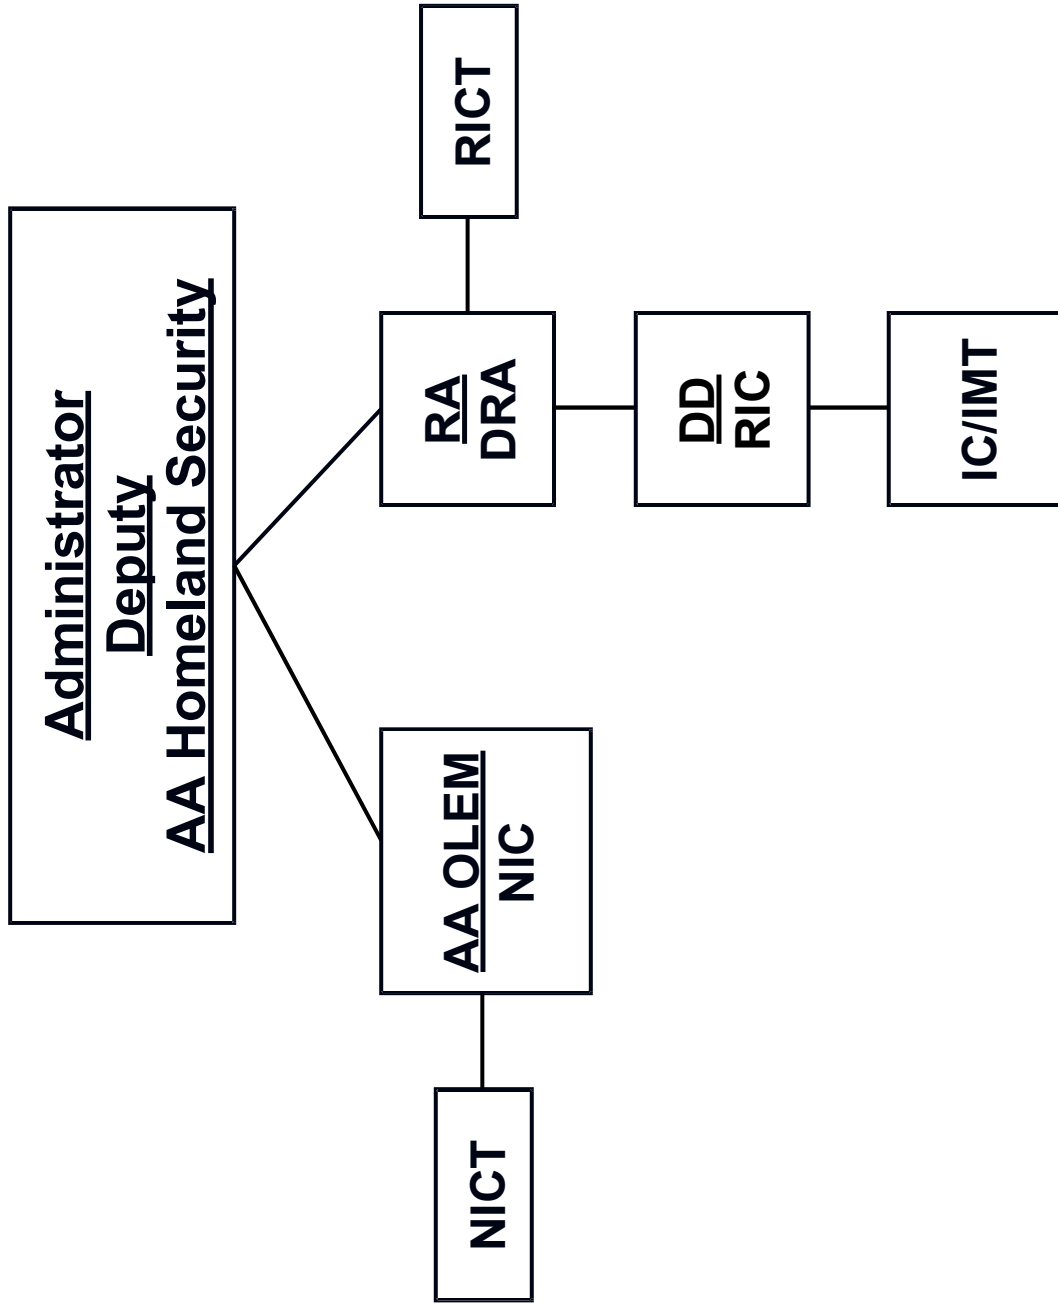 Administrator
Deputy
AA Homeland Security
NICT
AA OLEM
NIC
RA
DRA
RICT
DD
RIC
IC/IMT